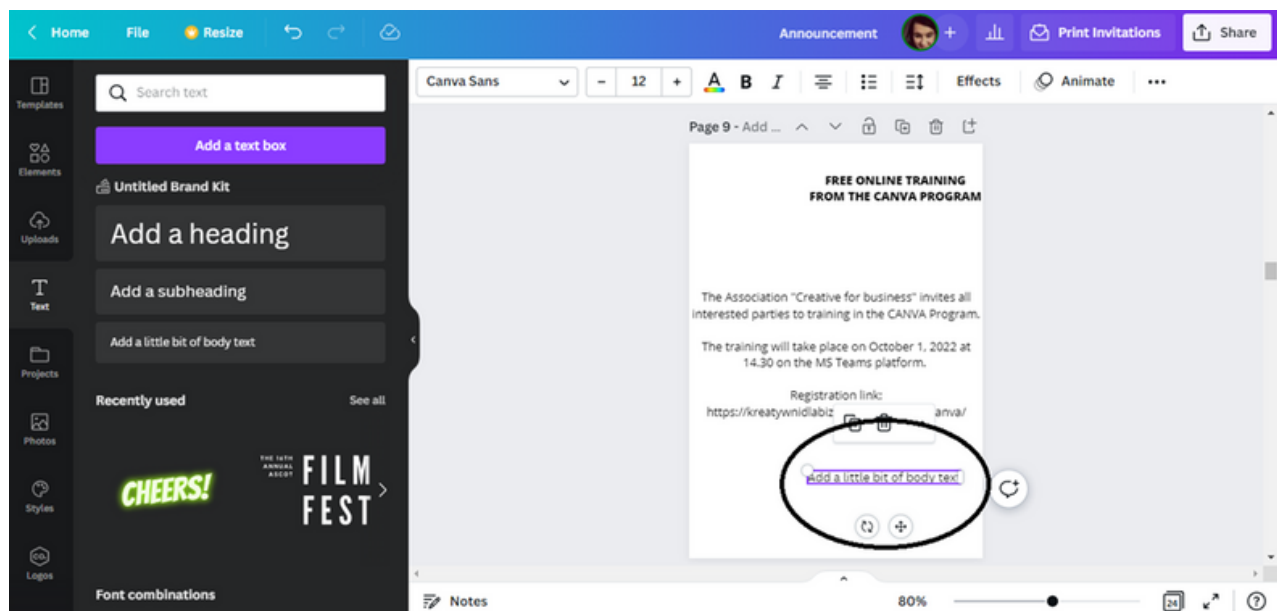 Home File Resize Announcement + Print Invitations Share
Templates
Elements
Uploads
Text
Projects
Photos
Styles
CO.
Logos
Search text
Add a text box
Untitled Brand Kit
Add a heading
Add a subheading
Add a little bit of body text
Recently used See all
CHEERS!
THE 16TH
ANNUAL
ASCOT
FILM
FEST
Font combinations
Canva Sans - 12 + A B I Effects Animate ...
Page 9 - Add ...
FREE ONLINE TRAINING
FROM THE CANVA PROGRAM
The Association "Creative for business" invites all
interested parties to training in the CANVA Program.
The training will take place on October 1, 2022 at
14.30 on the MS Teams platform.
Registration link:
https://kreatywnidlabiz anva/
Add a little bit of body text
Notes 80% 24 ?